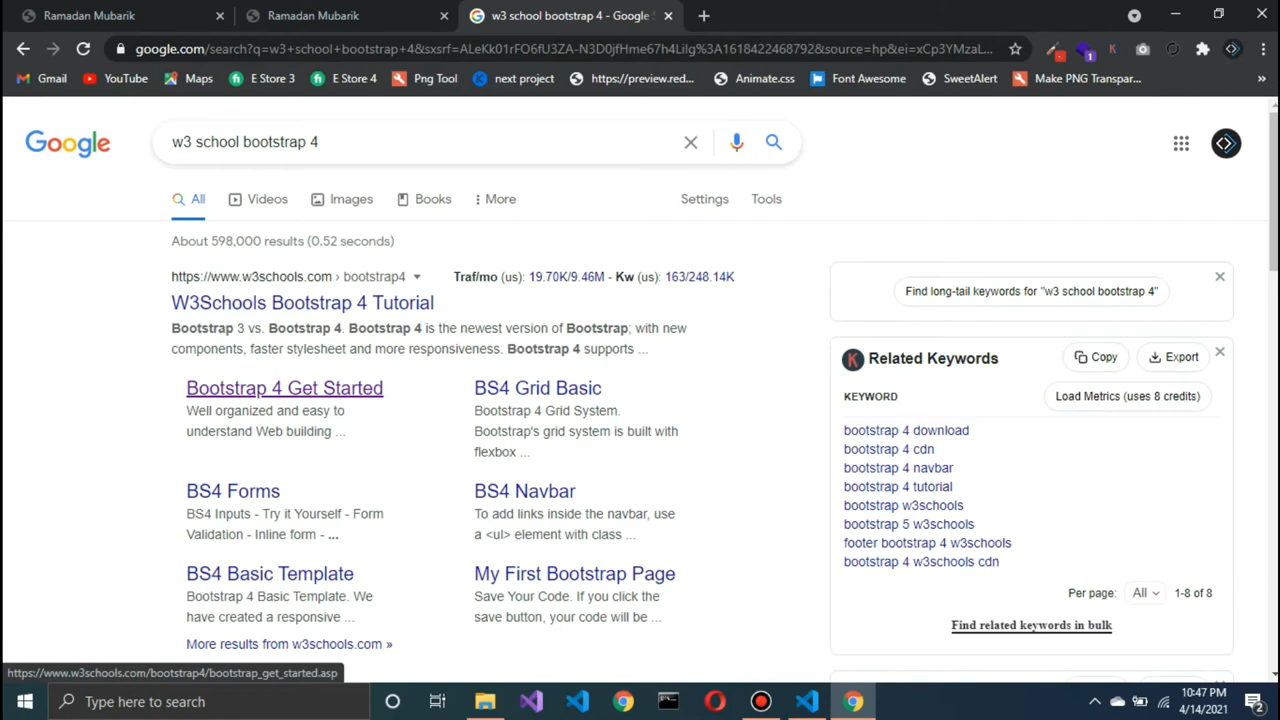 Ramadan Mubarik
Ramadan Mubarik
w3 school bootstrap 4 - Google S
google.com/search?q=w3+school+bootstrap+4&sxsrf=ALeKk01rFO6fU3ZA-N3D0jfHme67h4Lilg%3A1618422468792&source=hp&ei=xCp3YMzaL...
Gmail
YouTube
Maps
E Store 3
E Store 4
Png Tool
next project
https://preview.red...
Animate.css
Font Awesome
SweetAlert
Make PNG Transpar...
»
Google
w3 school bootstrap 4
All
Videos
Images
Books
More
Settings
Tools
About 598,000 results (0.52 seconds)
https://www.w3schools.com › bootstrap4
Traf/mo (us): 19.70K/9.46M - Kw (us): 163/248.14K
W3Schools Bootstrap 4 Tutorial
Bootstrap 3 vs. Bootstrap 4. Bootstrap 4 is the newest version of Bootstrap; with new
components, faster stylesheet and more responsiveness. Bootstrap 4 supports ...
Bootstrap 4 Get Started
Well organized and easy to
understand Web building ...
BS4 Grid Basic
Bootstrap 4 Grid System.
Bootstrap's grid system is built with
flexbox ...
BS4 Forms
BS4 Inputs - Try it Yourself - Form
Validation - Inline form - ...
BS4 Navbar
To add links inside the navbar, use
a <ul> element with class ...
BS4 Basic Template
Bootstrap 4 Basic Template. We
have created a responsive ...
My First Bootstrap Page
Save Your Code. If you click the
save button, your code will be ...
More results from w3schools.com »
Find long-tail keywords for "w3 school bootstrap 4"
K
Related Keywords
Copy
Export
KEYWORD
Load Metrics (uses 8 credits)
bootstrap 4 download
bootstrap 4 cdn
bootstrap 4 navbar
bootstrap 4 tutorial
bootstrap w3schools
bootstrap 5 w3schools
footer bootstrap 4 w3schools
bootstrap 4 w3schools cdn
Per page:
All
1-8 of 8
Find related keywords in bulk
https://www.w3schools.com/bootstrap4/bootstrap_get_started.asp
Type here to search
10:47 PM
4/14/2021
2